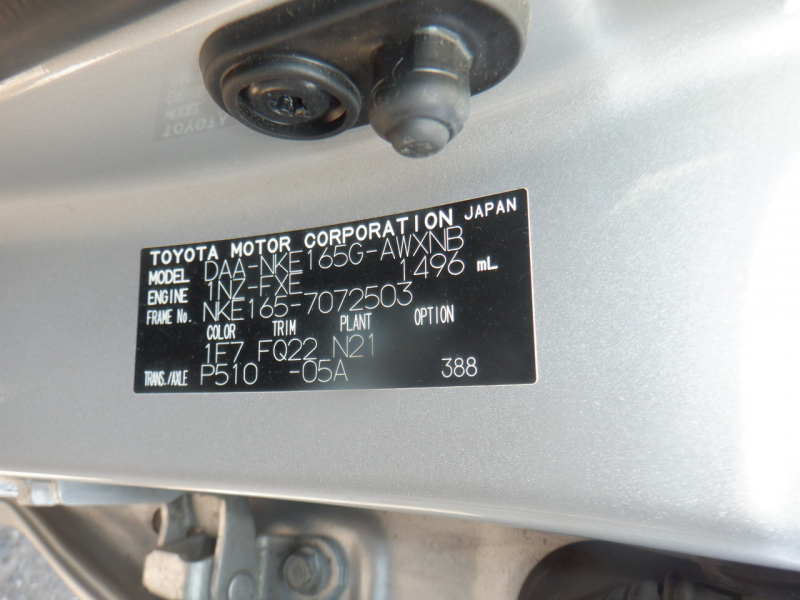 TOYOTA MOTOR CORPORATION JAPAN
MODEL DAA-NKE165G-AWXNB
ENGINE 1NZ-FXE 1496 mL
FRAME No. NKE165-7072503
COLOR TRIM PLANT OPTION
1F7 FQ22 N21
TRANS./AXLE P510 -05A 388